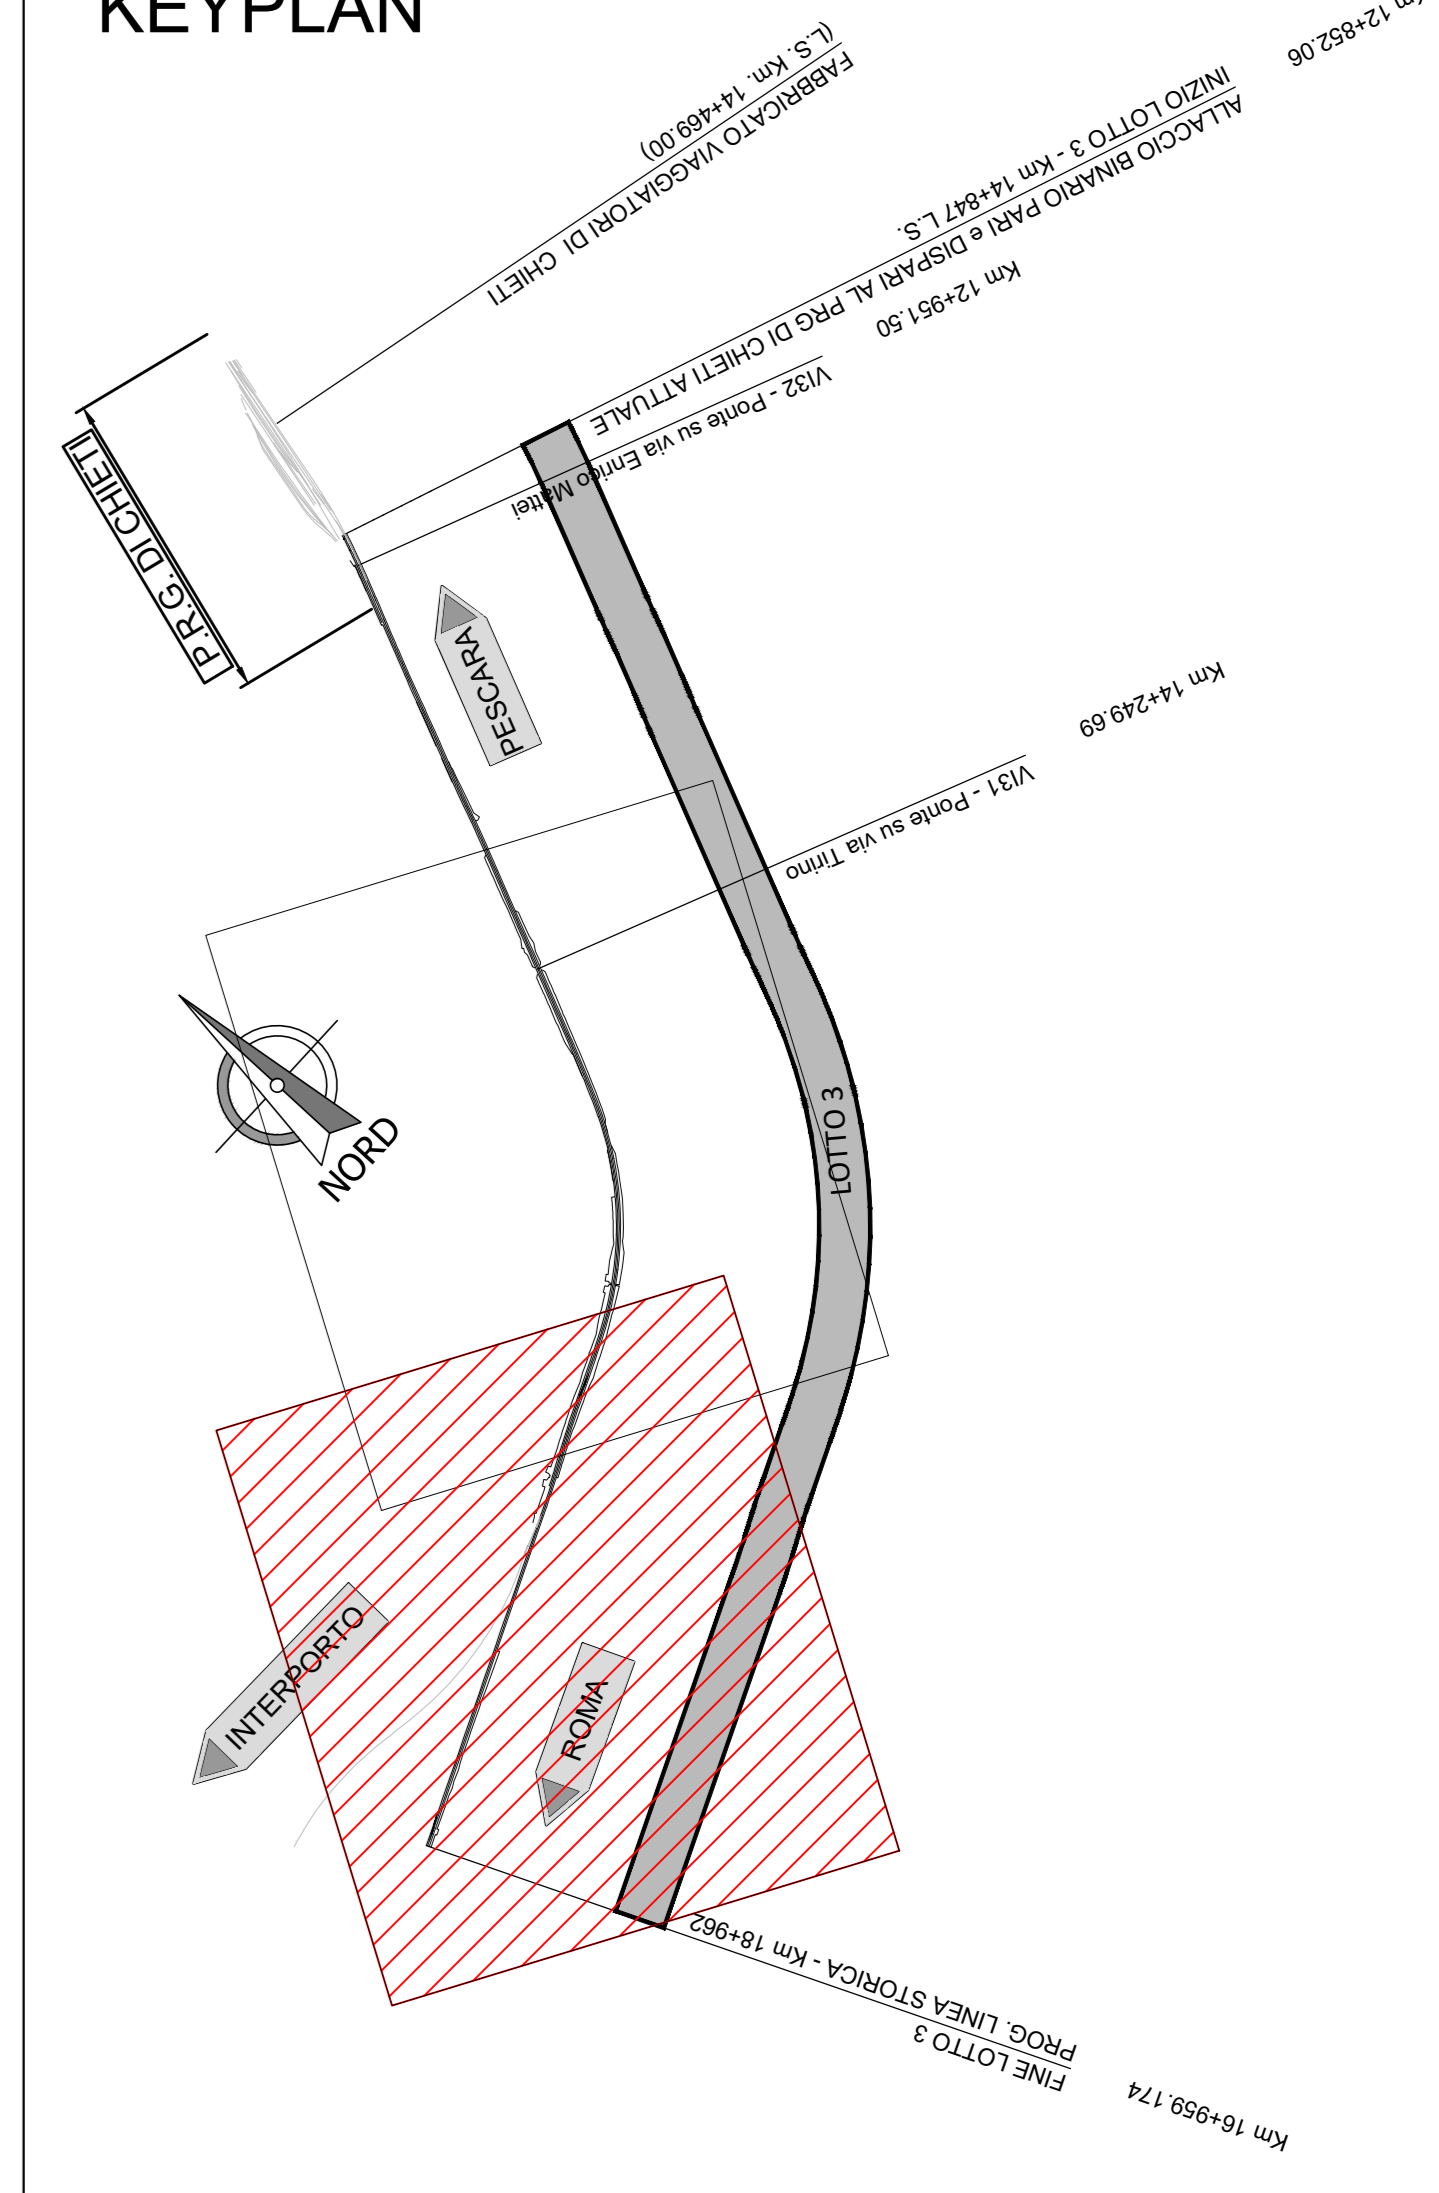 KEYPLAN
(L.S. Km. 14+469.00)
FABBRICATO VIAGGIATORI DI CHIETI
Km 12+852.06
INIZIO LOTTO 3 - Km 14+847 L.S.
ALLACCIO BINARIO PARI e DISPARI AL PRG DI CHIETI ATTUALE
Km 12+951.50
VI32 - Ponte su via Enrico Mattei
P.R.G. DI CHIETI
PESCARA
Km 14+249.69
VI31 - Ponte su via Tirino
NORD
LOTTO 3
INTERPORTO
ROMA
PROG. LINEA STORICA - Km 18+962
FINE LOTTO 3
Km 16+959.174